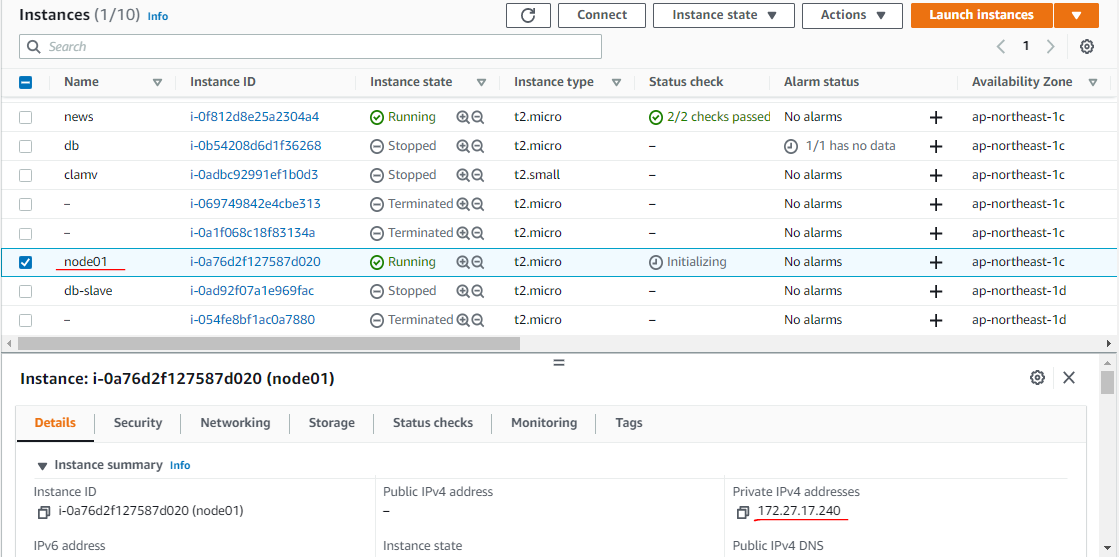 Instances (1/10) Info
Connect Instance state Actions Launch instances
Search
1
Name Instance ID Instance state Instance type Status check Alarm status Availability Zone
news i-0f812d8e25a2304a4 Running t2.micro 2/2 checks passed No alarms + ap-northeast-1c
db i-0b54208d6d1f36268 Stopped t2.micro – 1/1 has no data + ap-northeast-1c
clamv i-0adbc92991ef1b0d3 Stopped t2.small – No alarms + ap-northeast-1c
– i-069749842e4cbe313 Terminated t2.micro – No alarms + ap-northeast-1c
– i-0a1f068c18f83134a Terminated t2.micro – No alarms + ap-northeast-1c
node01 i-0a76d2f127587d020 Running t2.micro Initializing No alarms + ap-northeast-1c
db-slave i-0ad92f07a1e969fac Stopped t2.micro – No alarms + ap-northeast-1d
– i-054fe8bf1ac0a7880 Terminated t2.micro – No alarms + ap-northeast-1d
Instance: i-0a76d2f127587d020 (node01)
Details Security Networking Storage Status checks Monitoring Tags
Instance summary Info
Instance ID Public IPv4 address Private IPv4 addresses
i-0a76d2f127587d020 (node01) – 172.27.17.240
IPv6 address Instance state Public IPv4 DNS